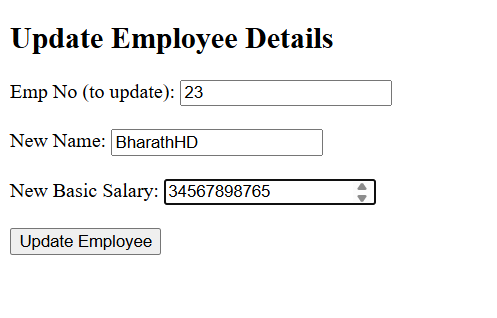 Update Employee Details
Emp No (to update): 23
New Name: BharathHD
New Basic Salary: 34567898765
Update Employee